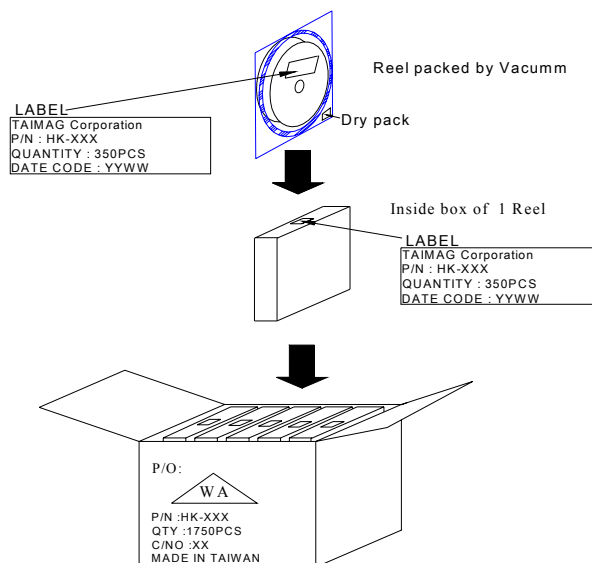 Reel packed by Vacumm
LABEL
TAIMAG Corporation
P/N : HK-XXX
QUANTITY : 350PCS
DATE CODE : YYWW
Dry pack
Inside box of 1 Reel
LABEL
TAIMAG Corporation
P/N : HK-XXX
QUANTITY : 350PCS
DATE CODE : YYWW
P/O:
WA
P/N :HK-XXX
QTY :1750PCS
C/NO :XX
MADE IN TAIWAN